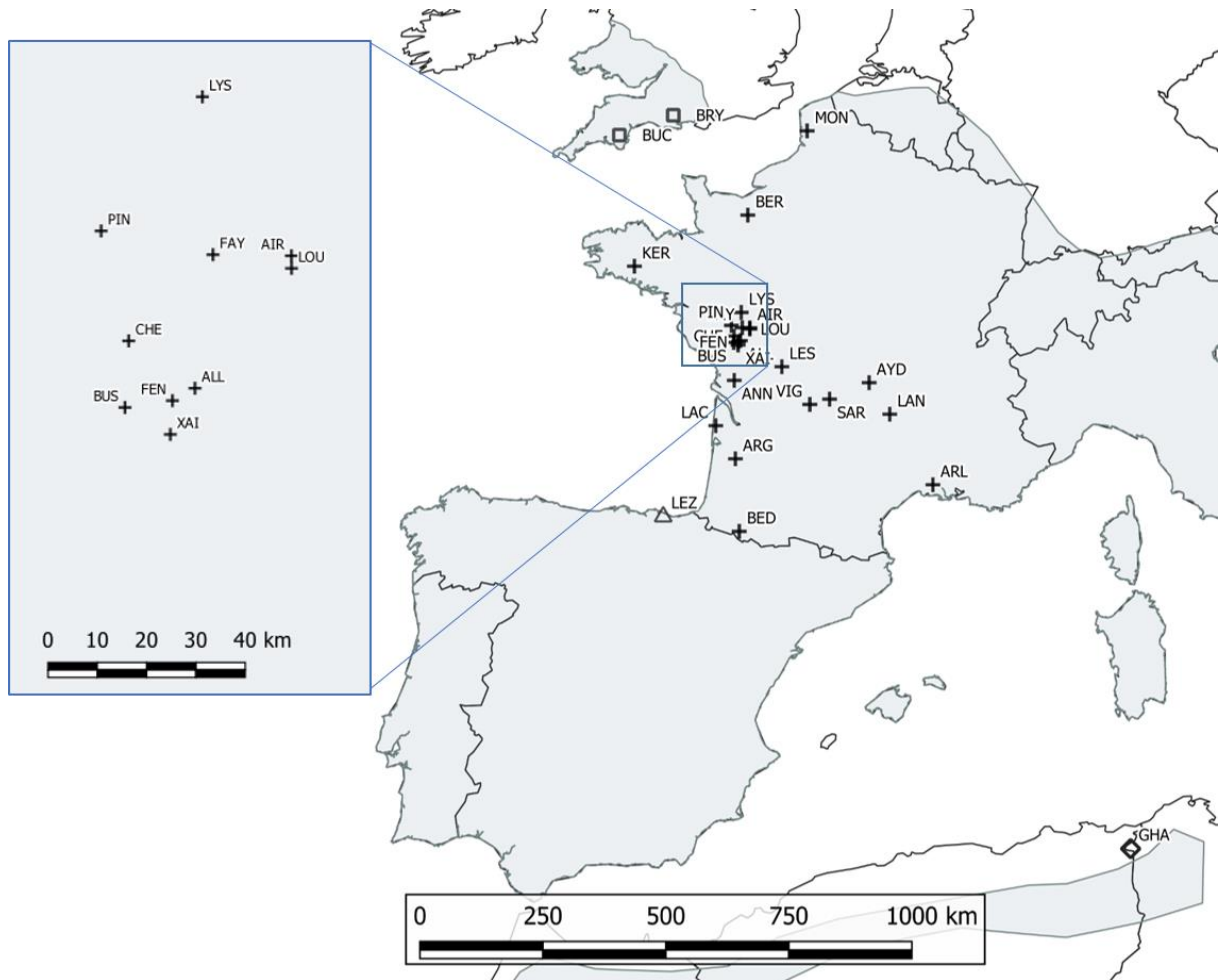 LYS
PIN
FAY
AIR
LOU
CHE
ALL
FEN
BUS
XAI
0 10 20 30 40 km
BRY
BUC
MON
BER
KER
LYS
PIN
Y
AIR
LOU
FEN
BUS
XAI
LES
ANN
VIG
AYD
SAR
LAN
LAC
ARG
ARL
LEZ
BED
GHA
0 250 500 750 1000 km